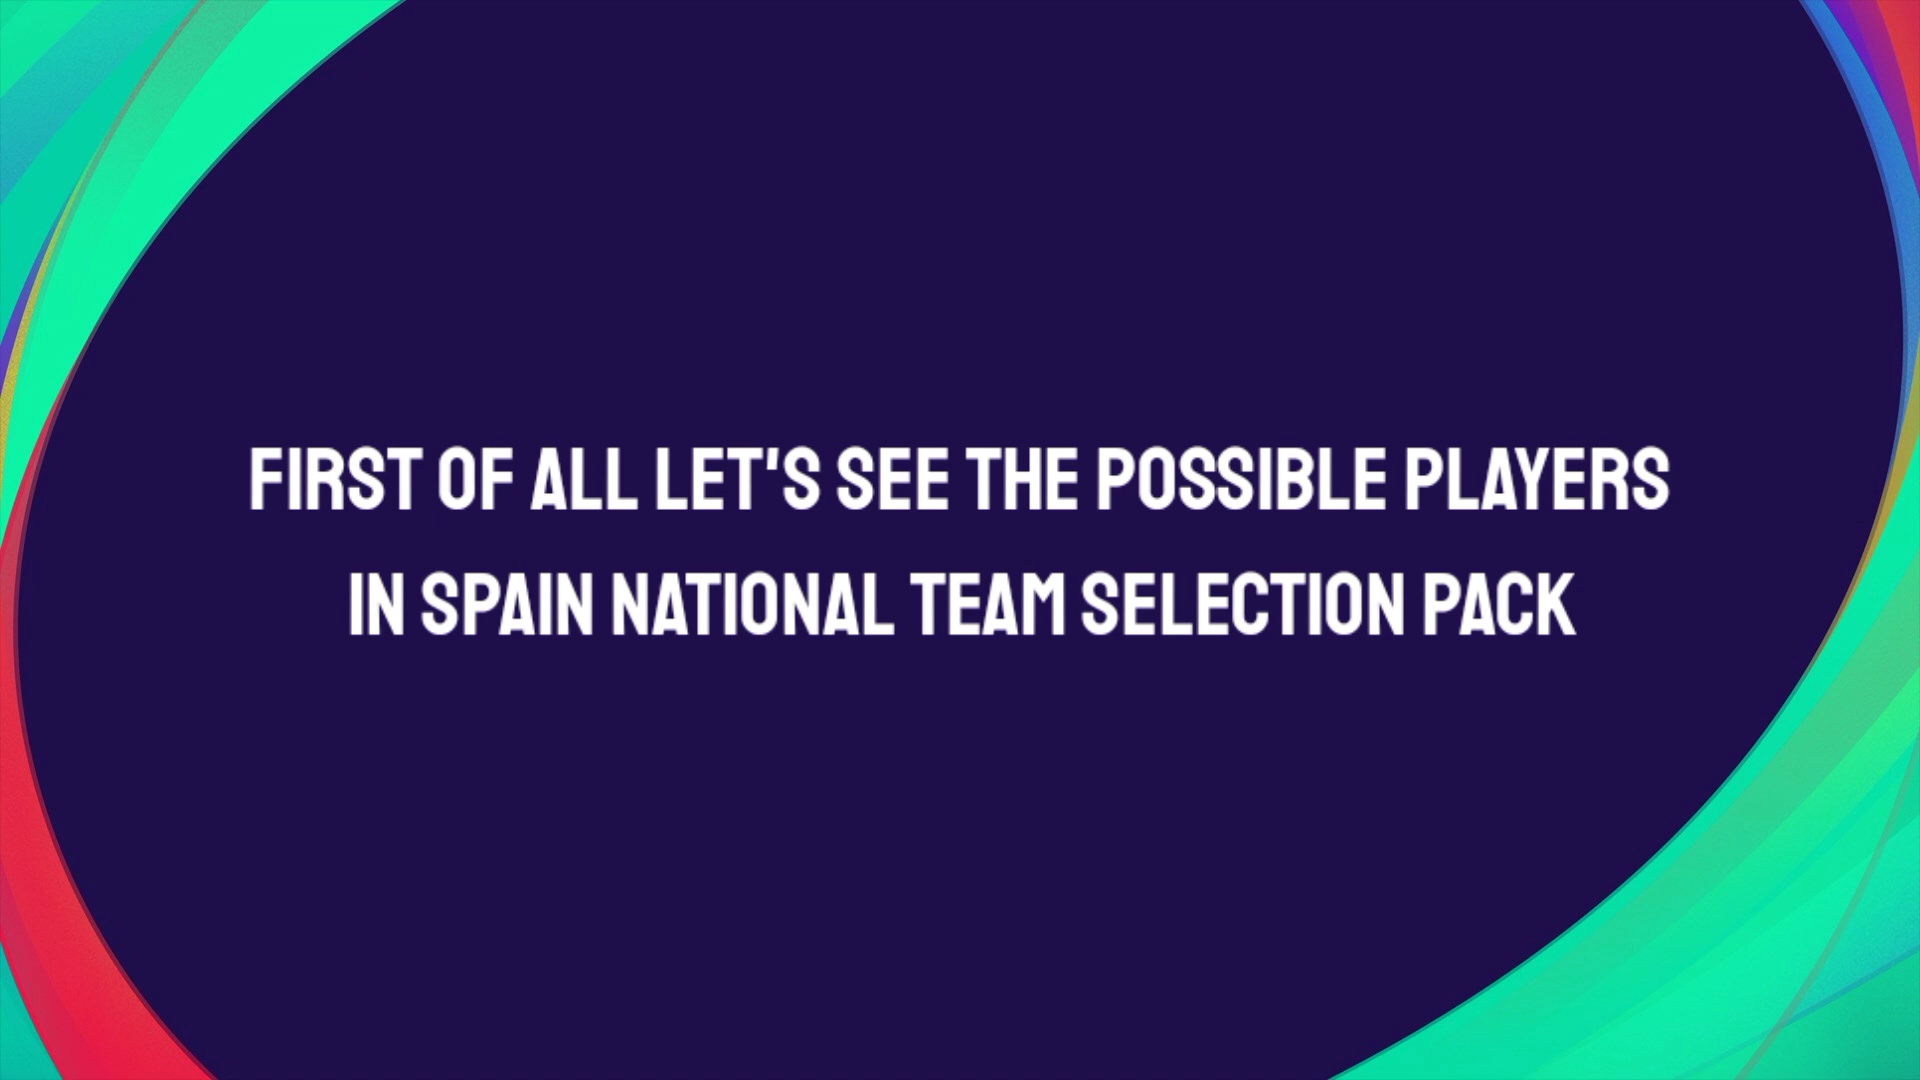 FIRST OF ALL LET'S SEE THE POSSIBLE PLAYERS
IN SPAIN NATIONAL TEAM SELECTION PACK